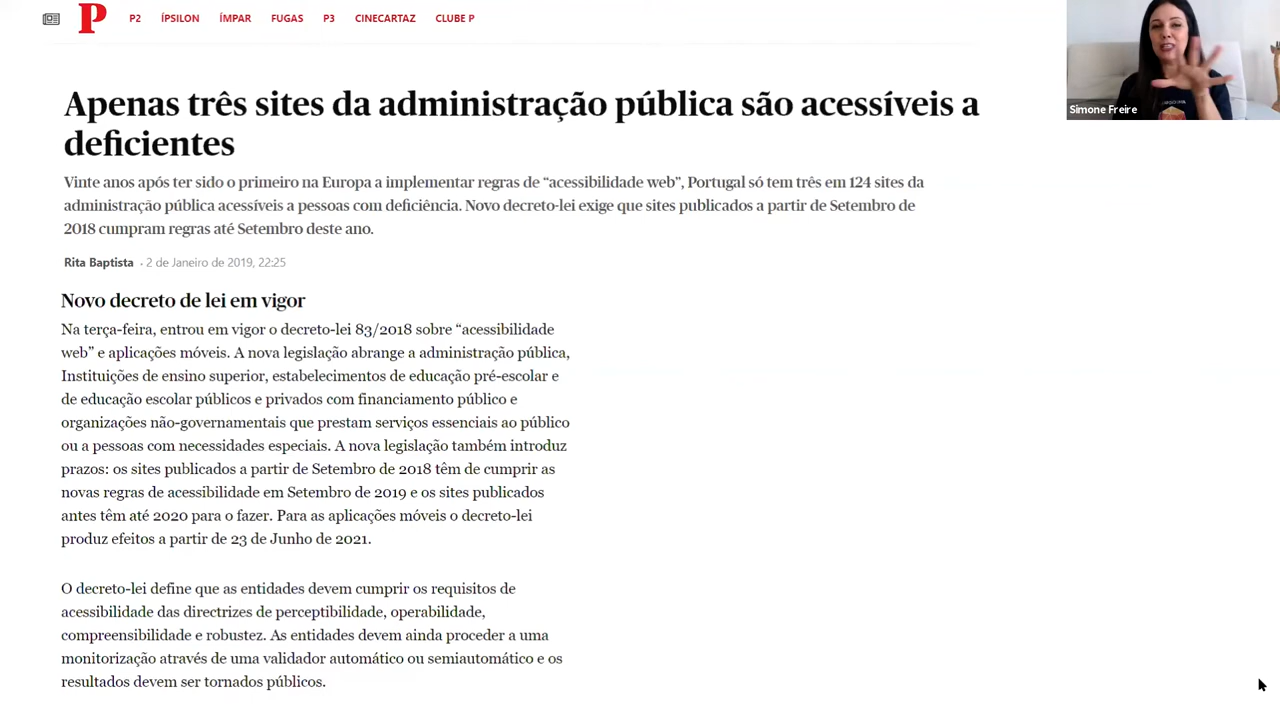 P
P2 ÍPSILON ÍMPAR FUGAS P3 CINECARTAZ CLUBE P
Simone Freire
Apenas três sites da administração pública são acessíveis a
deficientes
Vinte anos após ter sido o primeiro na Europa a implementar regras de “acessibilidade web”, Portugal só tem três em 124 sites da
administração pública acessíveis a pessoas com deficiência. Novo decreto-lei exige que sites publicados a partir de Setembro de
2018 cumpram regras até Setembro deste ano.
Rita Baptista · 2 de Janeiro de 2019, 22:25
Novo decreto de lei em vigor
Na terça-feira, entrou em vigor o decreto-lei 83/2018 sobre “acessibilidade
web” e aplicações móveis. A nova legislação abrange a administração pública,
Instituições de ensino superior, estabelecimentos de educação pré-escolar e
de educação escolar públicos e privados com financiamento público e
organizações não-governamentais que prestam serviços essenciais ao público
ou a pessoas com necessidades especiais. A nova legislação também introduz
prazos: os sites publicados a partir de Setembro de 2018 têm de cumprir as
novas regras de acessibilidade em Setembro de 2019 e os sites publicados
antes têm até 2020 para o fazer. Para as aplicações móveis o decreto-lei
produz efeitos a partir de 23 de Junho de 2021.
O decreto-lei define que as entidades devem cumprir os requisitos de
acessibilidade das directrizes de perceptibilidade, operabilidade,
compreensibilidade e robustez. As entidades devem ainda proceder a uma
monitorização através de uma validador automático ou semiautomático e os
resultados devem ser tornados públicos.